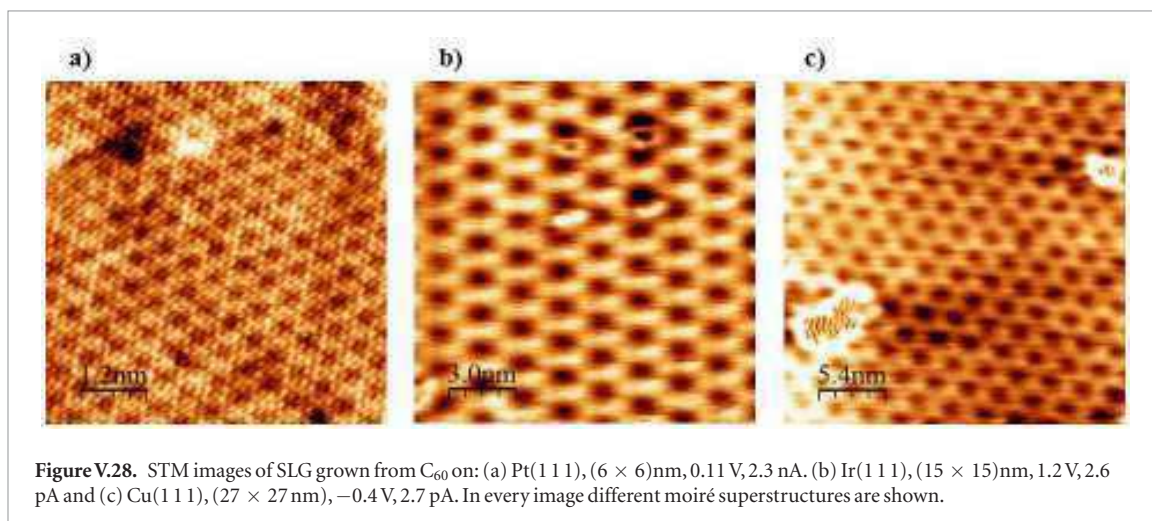 a)
b)
c)
1.2nm
3.0nm
5.4nm
Figure V.28. STM images of SLG grown from C₆₀ on: (a) Pt(1 1 1), (6 × 6)nm, 0.11 V, 2.3 nA. (b) Ir(1 1 1), (15 × 15)nm, 1.2 V, 2.6
pA and (c) Cu(1 1 1), (27 × 27 nm), −0.4 V, 2.7 pA. In every image different moiré superstructures are shown.